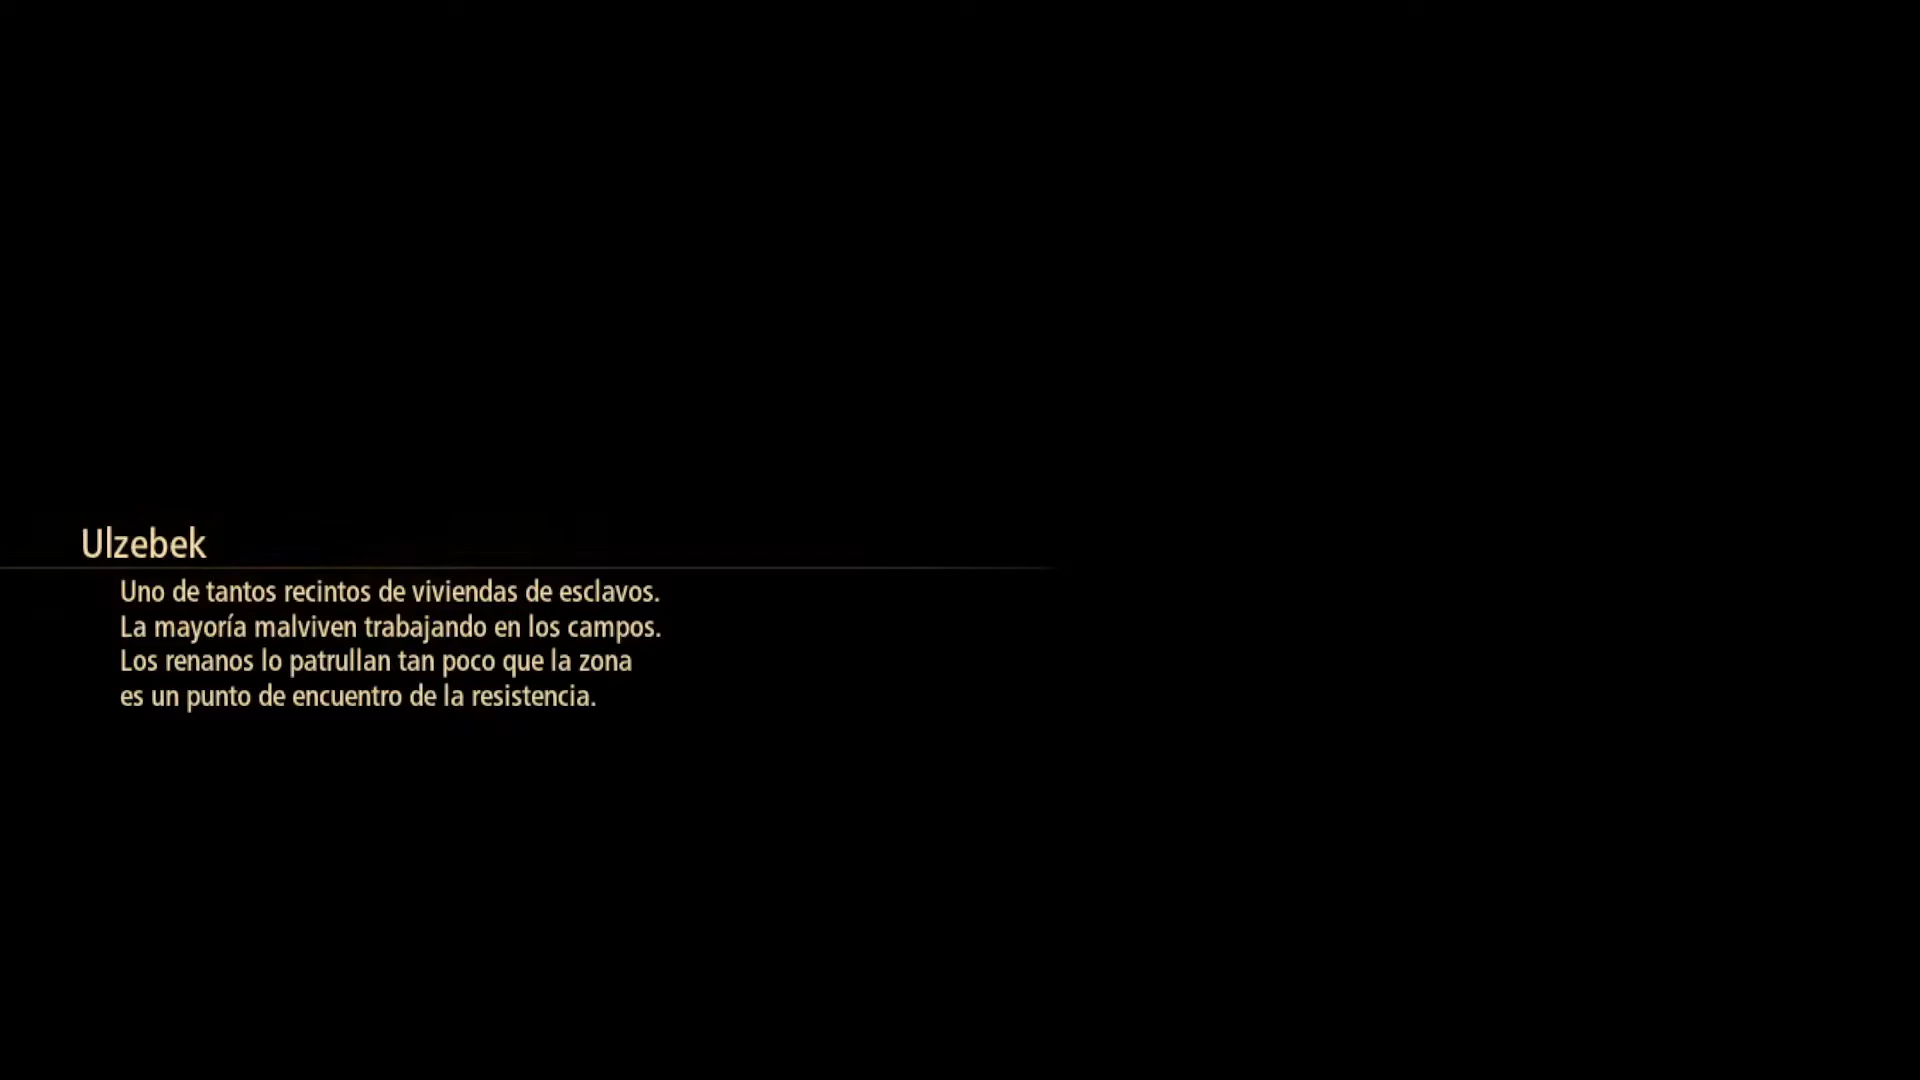 Ulzebek
Uno de tantos recintos de viviendas de esclavos.
La mayoría malviven trabajando en los campos.
Los renanos lo patrullan tan poco que la zona
es un punto de encuentro de la resistencia.